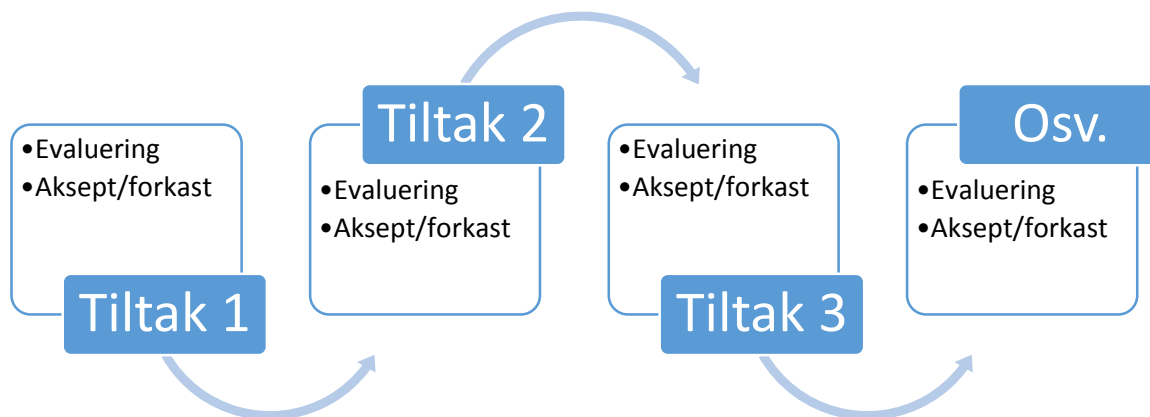 •Evaluering
•Aksept/forkast
Tiltak 1
Tiltak 2
•Evaluering
•Aksept/forkast
•Evaluering
•Aksept/forkast
Tiltak 3
Osv.
•Evaluering
•Aksept/forkast